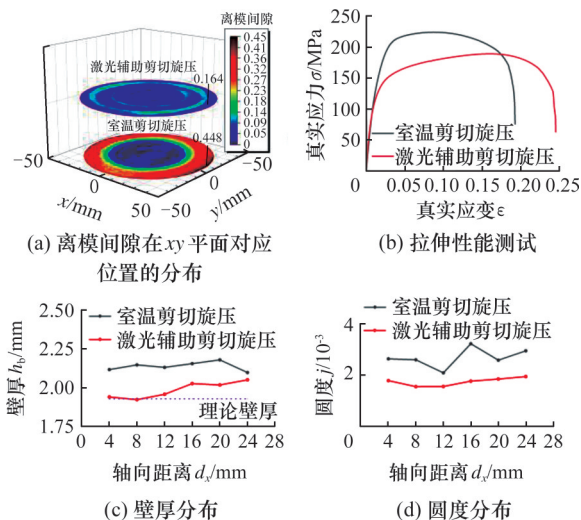 离模间隙
0.45
0.41
0.36
0.32
0.27
0.22
0.18
0.13
0.09
0.05
0
激光辅助剪切旋压
0.164
室温剪切旋压
0.448
−50
−50
0
0
x/mm
y/mm
50
50
(a) 离模间隙在xy平面对应
位置的分布
250
200
150
100
50
真实应力σ/MPa
室温剪切旋压
激光辅助剪切旋压
0
0.05
0.10
0.15
0.20
0.25
真实应变ε
(b) 拉伸性能测试
2.50
2.25
2.00
1.75
壁厚h_b/mm
室温剪切旋压
激光辅助剪切旋压
理论壁厚
0 4 8 12 16 20 24 28
轴向距离d_x/mm
(c) 壁厚分布
4
2
0
圆度j/10⁻³
室温剪切旋压
激光辅助剪切旋压
4 8 12 16 20 24 28
轴向距离d_x/mm
(d) 圆度分布